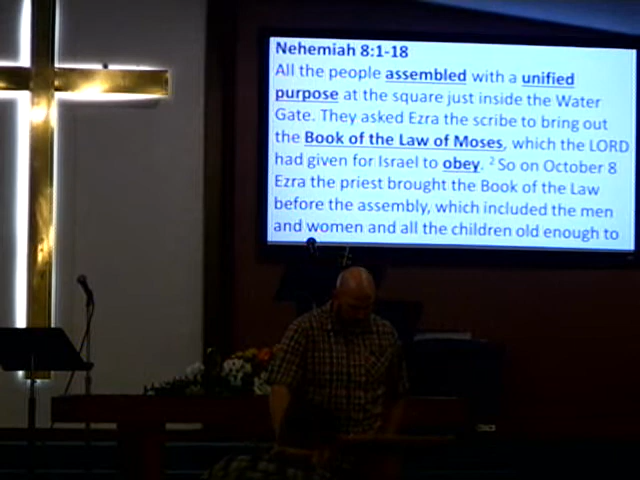 Nehemiah 8:1-18
All the people assembled with a unified
purpose at the square just inside the Water
Gate. They asked Ezra the scribe to bring out
the Book of the Law of Moses, which the LORD
had given for Israel to obey. ² So on October 8
Ezra the priest brought the Book of the Law
before the assembly, which included the men
and women and all the children old enough to